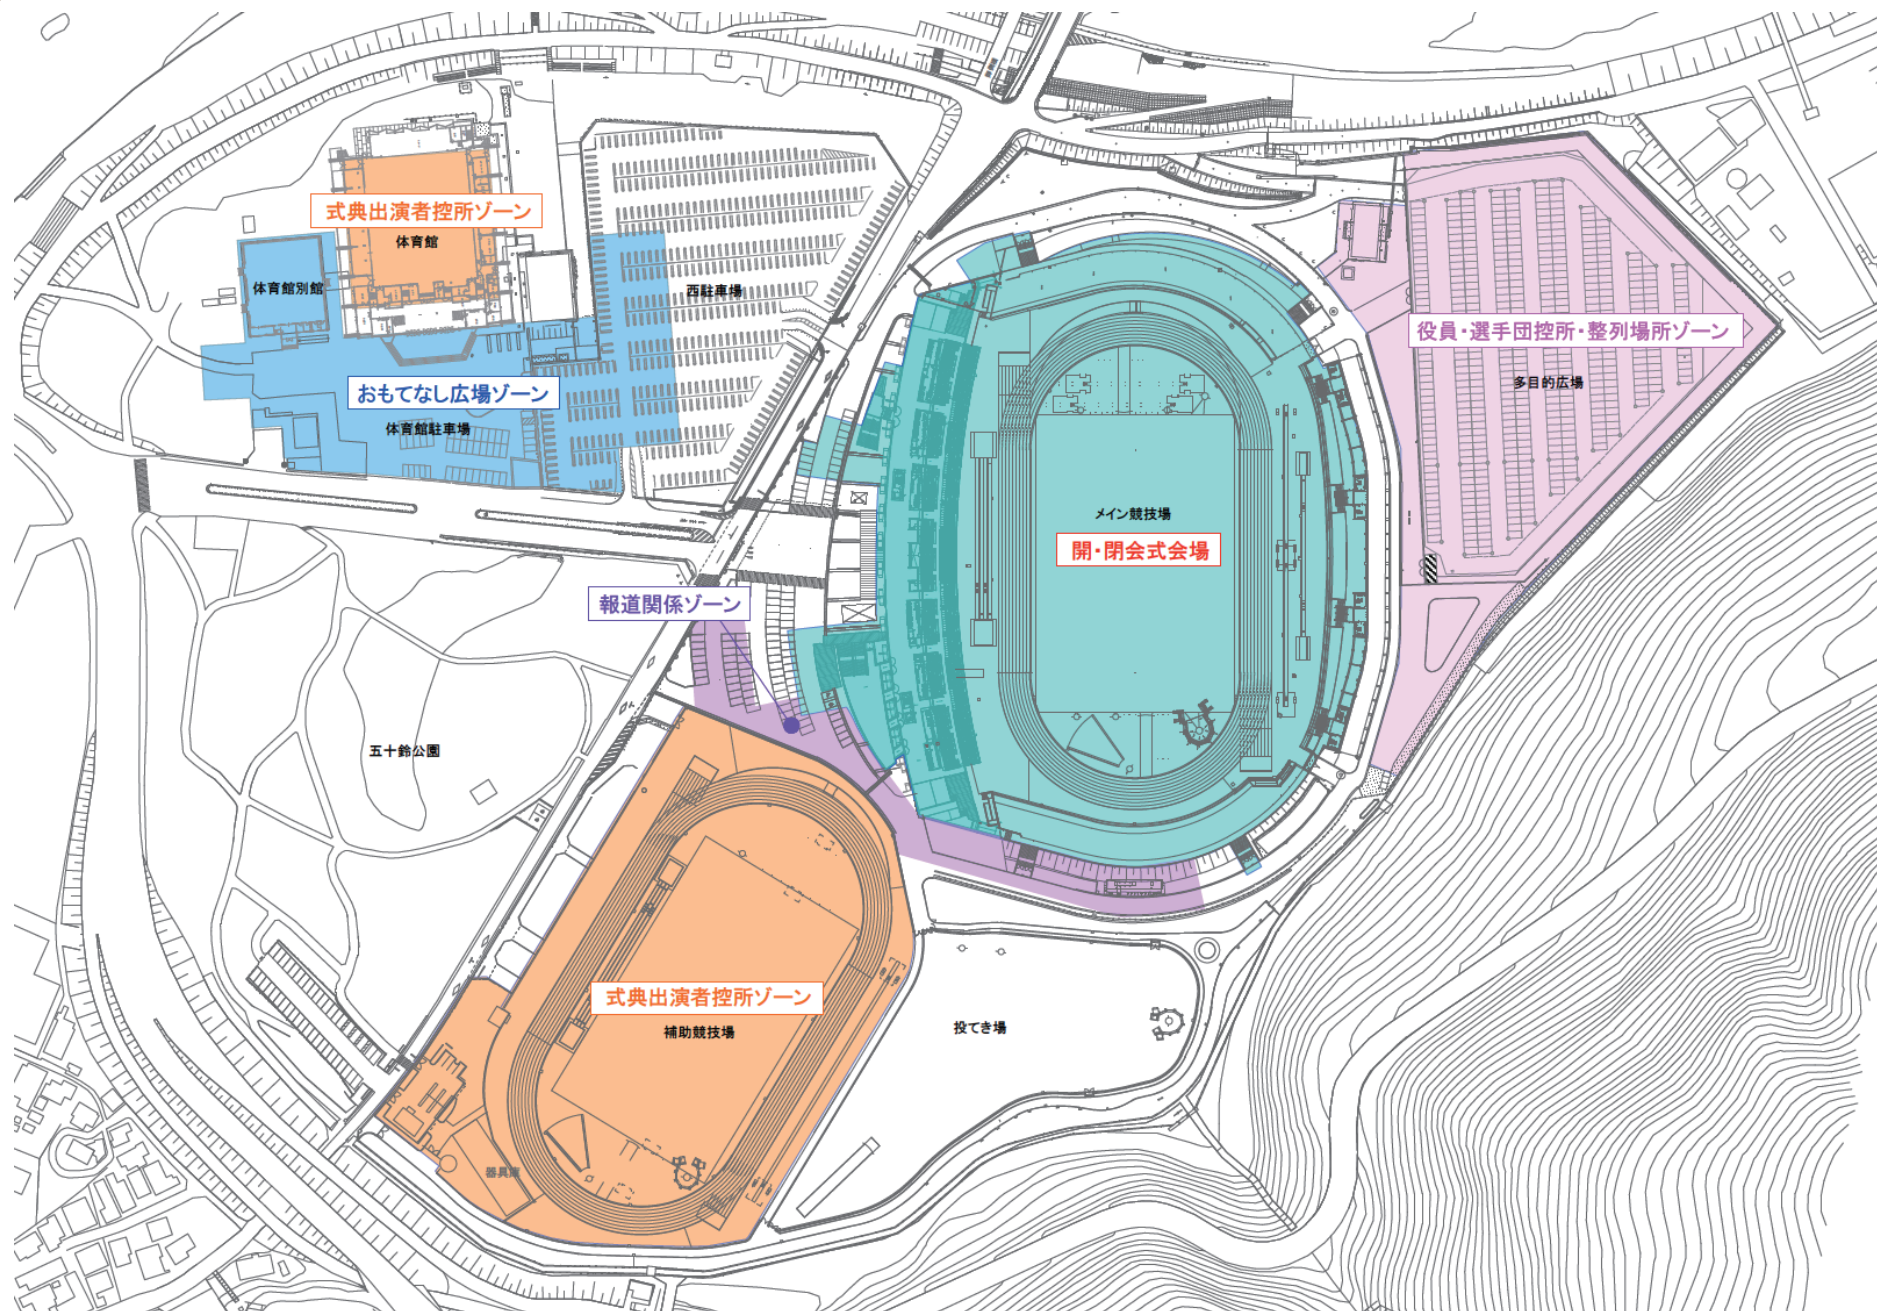 式典出演者控所ゾーン
体育館
体育館別館
西駐車場
おもてなし広場ゾーン
体育館駐車場
役員・選手団控所・整列場所ゾーン
多目的広場
メイン競技場
開・閉会式会場
報道関係ゾーン
五十鈴公園
式典出演者控所ゾーン
補助競技場
投てき場
器具庫